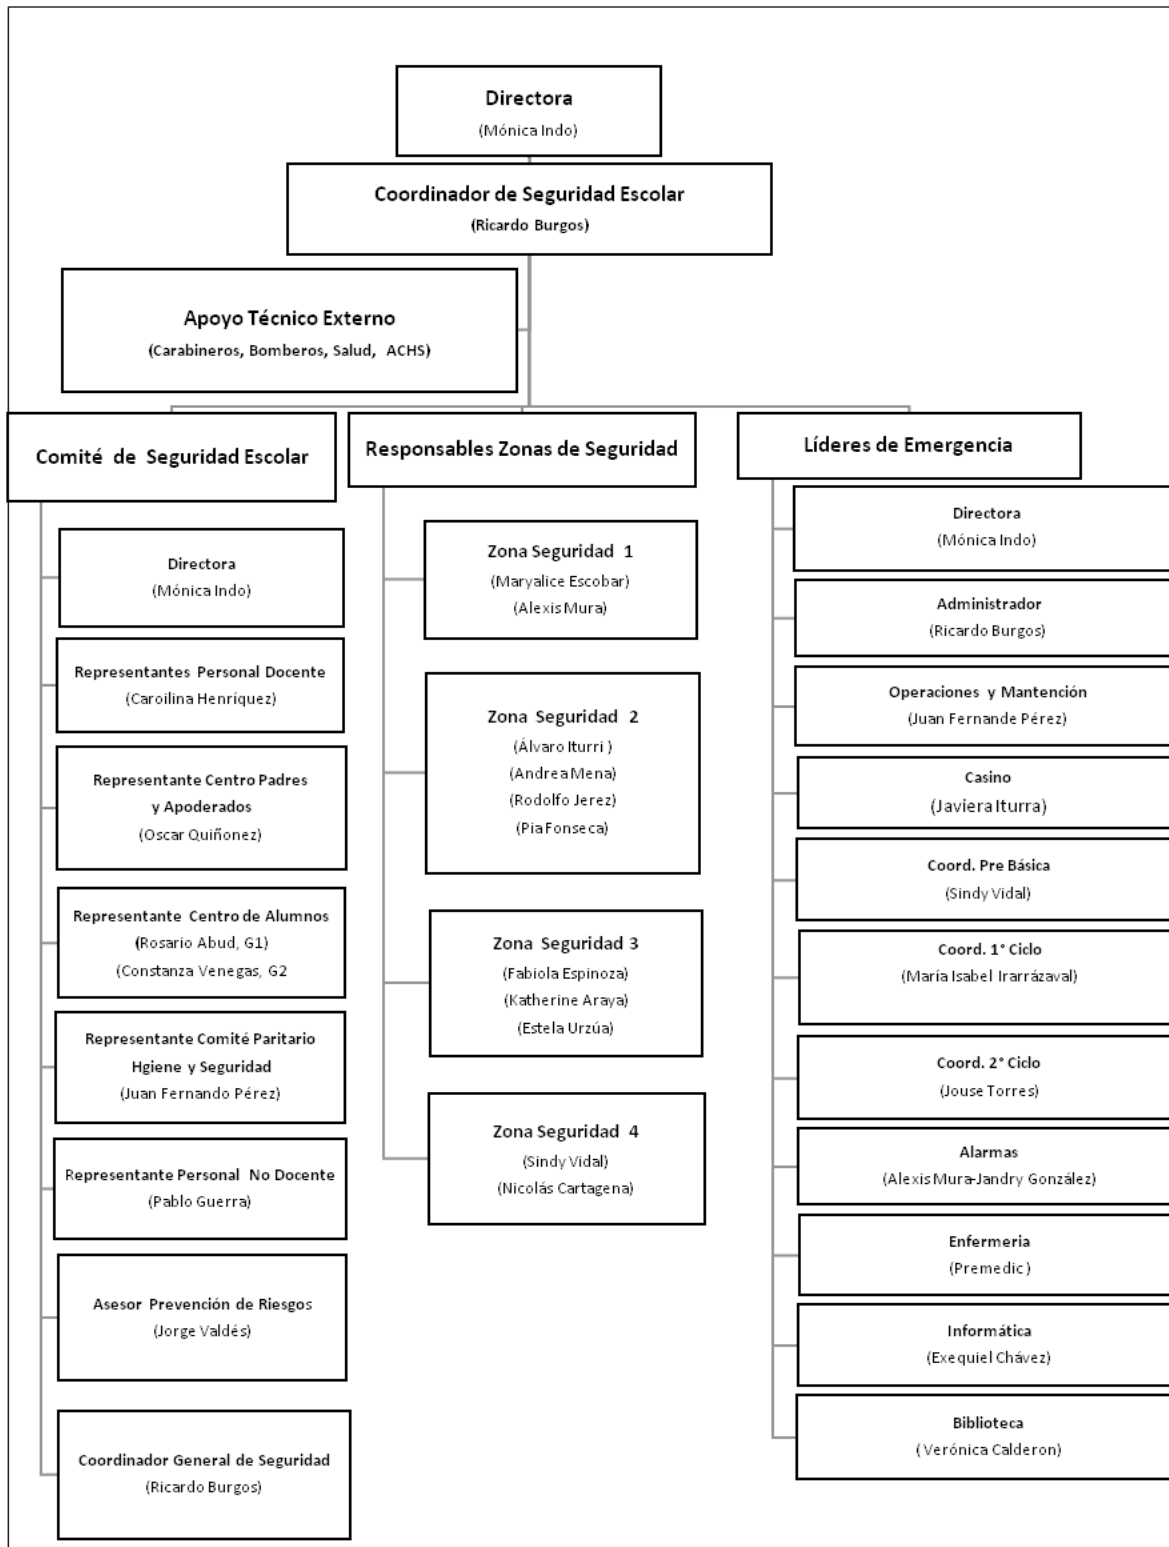 Directora
(Mónica Indo)
Coordinador de Seguridad Escolar
(Ricardo Burgos)
Apoyo Técnico Externo
(Carabineros, Bomberos, Salud, ACHS)
Comité de Seguridad Escolar
Directora
(Mónica Indo)
Representantes Personal Docente
(Caroilina Henríquez)
Representante Centro Padres
y Apoderados
(Oscar Quiñonez)
Representante Centro de Alumnos
(Rosario Abud, G1)
(Constanza Venegas, G2
Representante Comité Paritario
Hgiene y Seguridad
(Juan Fernando Pérez)
Representante Personal No Docente
(Pablo Guerra)
Asesor Prevención de Riesgos
(Jorge Valdés)
Coordinador General de Seguridad
(Ricardo Burgos)
Responsables Zonas de Seguridad
Zona Seguridad 1
(Maryalice Escobar)
(Alexis Mura)
Zona Seguridad 2
(Álvaro Iturri )
(Andrea Mena)
(Rodolfo Jerez)
(Pia Fonseca)
Zona Seguridad 3
(Fabiola Espinoza)
(Katherine Araya)
(Estela Urzúa)
Zona Seguridad 4
(Sindy Vidal)
(Nicolás Cartagena)
Líderes de Emergencia
Directora
(Mónica Indo)
Administrador
(Ricardo Burgos)
Operaciones y Mantención
(Juan Fernande Pérez)
Casino
(Javiera Iturra)
Coord. Pre Básica
(Sindy Vidal)
Coord. 1° Ciclo
(María Isabel Irarrázaval)
Coord. 2° Ciclo
(Jouse Torres)
Alarmas
(Alexis Mura-Jandry González)
Enfermeria
(Premedic )
Informática
(Exequiel Chávez)
Biblioteca
( Verónica Calderon)